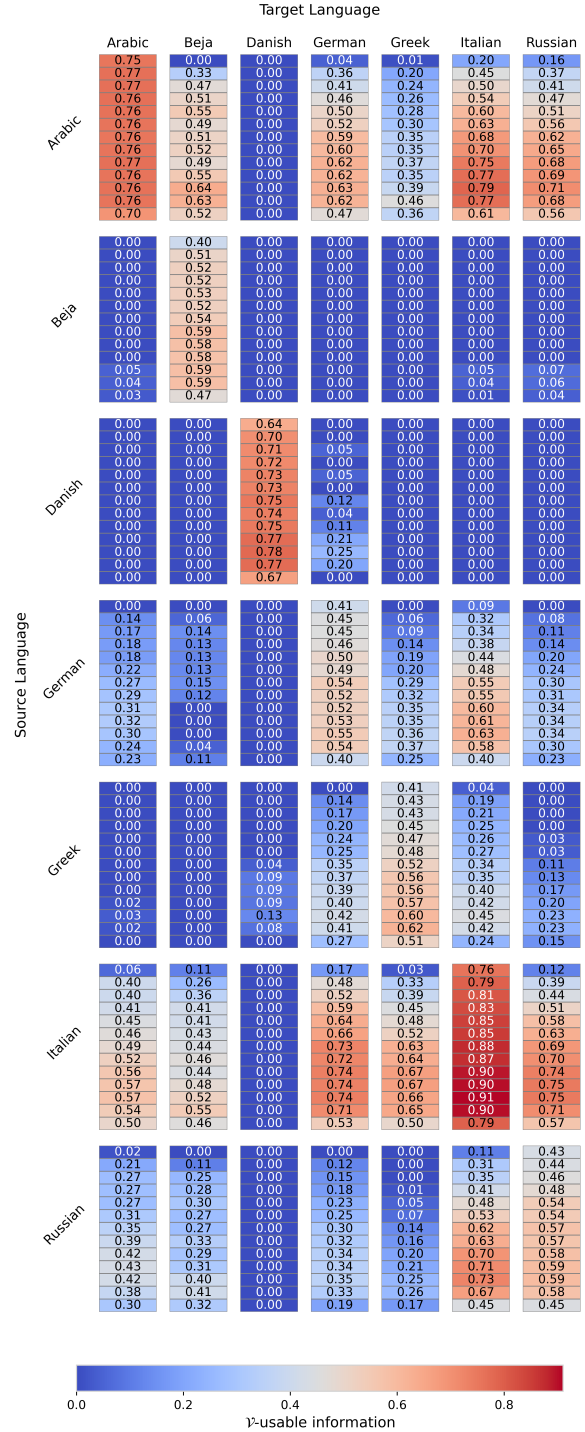 Target Language
Arabic Beja Danish German Greek Italian Russian
Source Language
Arabic
0.75 0.00 0.00 0.04 0.01 0.20 0.16
0.77 0.33 0.00 0.36 0.20 0.45 0.37
0.77 0.47 0.00 0.41 0.24 0.50 0.41
0.76 0.51 0.00 0.46 0.26 0.54 0.47
0.76 0.55 0.00 0.50 0.28 0.60 0.51
0.76 0.49 0.00 0.52 0.30 0.63 0.56
0.76 0.51 0.00 0.59 0.35 0.68 0.62
0.76 0.52 0.00 0.60 0.35 0.70 0.65
0.77 0.49 0.00 0.62 0.37 0.75 0.68
0.76 0.55 0.00 0.62 0.35 0.77 0.69
0.76 0.64 0.00 0.63 0.39 0.79 0.71
0.76 0.63 0.00 0.62 0.46 0.77 0.68
0.70 0.52 0.00 0.47 0.36 0.61 0.56
Beja
0.00 0.40 0.00 0.00 0.00 0.00 0.00
0.00 0.51 0.00 0.00 0.00 0.00 0.00
0.00 0.52 0.00 0.00 0.00 0.00 0.00
0.00 0.52 0.00 0.00 0.00 0.00 0.00
0.00 0.53 0.00 0.00 0.00 0.00 0.00
0.00 0.52 0.00 0.00 0.00 0.00 0.00
0.00 0.54 0.00 0.00 0.00 0.00 0.00
0.00 0.59 0.00 0.00 0.00 0.00 0.00
0.00 0.58 0.00 0.00 0.00 0.00 0.00
0.00 0.58 0.00 0.00 0.00 0.00 0.00
0.05 0.59 0.00 0.00 0.00 0.05 0.07
0.04 0.59 0.00 0.00 0.00 0.04 0.06
0.03 0.47 0.00 0.00 0.00 0.01 0.04
Danish
0.00 0.00 0.64 0.00 0.00 0.00 0.00
0.00 0.00 0.70 0.00 0.00 0.00 0.00
0.00 0.00 0.71 0.05 0.00 0.00 0.00
0.00 0.00 0.72 0.00 0.00 0.00 0.00
0.00 0.00 0.73 0.05 0.00 0.00 0.00
0.00 0.00 0.73 0.00 0.00 0.00 0.00
0.00 0.00 0.75 0.12 0.00 0.00 0.00
0.00 0.00 0.74 0.04 0.00 0.00 0.00
0.00 0.00 0.75 0.11 0.00 0.00 0.00
0.00 0.00 0.77 0.21 0.00 0.00 0.00
0.00 0.00 0.78 0.25 0.00 0.00 0.00
0.00 0.00 0.77 0.20 0.00 0.00 0.00
0.00 0.00 0.67 0.00 0.00 0.00 0.00
German
0.00 0.00 0.00 0.41 0.00 0.09 0.00
0.14 0.06 0.00 0.45 0.06 0.32 0.08
0.17 0.14 0.00 0.45 0.09 0.34 0.11
0.18 0.13 0.00 0.46 0.14 0.38 0.14
0.18 0.13 0.00 0.50 0.19 0.44 0.20
0.22 0.13 0.00 0.49 0.20 0.48 0.24
0.27 0.15 0.00 0.54 0.29 0.55 0.30
0.29 0.12 0.00 0.52 0.32 0.55 0.31
0.31 0.00 0.00 0.52 0.35 0.60 0.34
0.32 0.00 0.00 0.53 0.35 0.61 0.34
0.30 0.00 0.00 0.55 0.36 0.63 0.34
0.24 0.04 0.00 0.54 0.37 0.58 0.30
0.23 0.11 0.00 0.40 0.25 0.40 0.23
Greek
0.00 0.00 0.00 0.00 0.41 0.04 0.00
0.00 0.00 0.00 0.14 0.43 0.19 0.00
0.00 0.00 0.00 0.17 0.43 0.21 0.00
0.00 0.00 0.00 0.20 0.45 0.25 0.00
0.00 0.00 0.00 0.24 0.47 0.26 0.03
0.00 0.00 0.00 0.25 0.48 0.27 0.03
0.00 0.00 0.04 0.35 0.52 0.34 0.11
0.00 0.00 0.09 0.37 0.56 0.35 0.13
0.00 0.00 0.09 0.39 0.56 0.40 0.17
0.02 0.00 0.09 0.40 0.57 0.42 0.20
0.03 0.00 0.13 0.42 0.60 0.45 0.23
0.02 0.00 0.08 0.41 0.62 0.42 0.23
0.00 0.00 0.00 0.27 0.51 0.24 0.15
Italian
0.06 0.11 0.00 0.17 0.03 0.76 0.12
0.40 0.26 0.00 0.48 0.33 0.79 0.39
0.40 0.36 0.00 0.52 0.39 0.81 0.44
0.41 0.41 0.00 0.59 0.45 0.83 0.51
0.45 0.41 0.00 0.64 0.48 0.85 0.58
0.46 0.43 0.00 0.66 0.52 0.85 0.63
0.49 0.44 0.00 0.73 0.63 0.88 0.69
0.52 0.46 0.00 0.72 0.64 0.87 0.70
0.56 0.44 0.00 0.74 0.67 0.90 0.74
0.57 0.48 0.00 0.74 0.67 0.90 0.75
0.57 0.52 0.00 0.74 0.66 0.91 0.75
0.54 0.55 0.00 0.71 0.65 0.90 0.71
0.50 0.46 0.00 0.53 0.50 0.79 0.57
Russian
0.02 0.00 0.00 0.00 0.00 0.11 0.43
0.21 0.11 0.00 0.12 0.00 0.31 0.44
0.27 0.25 0.00 0.15 0.00 0.35 0.46
0.27 0.28 0.00 0.18 0.01 0.41 0.48
0.27 0.30 0.00 0.23 0.05 0.48 0.54
0.31 0.27 0.00 0.25 0.07 0.53 0.54
0.35 0.27 0.00 0.30 0.14 0.62 0.57
0.39 0.33 0.00 0.32 0.16 0.63 0.57
0.42 0.29 0.00 0.34 0.20 0.70 0.58
0.43 0.31 0.00 0.34 0.21 0.71 0.59
0.42 0.40 0.00 0.35 0.25 0.73 0.59
0.38 0.41 0.00 0.33 0.26 0.67 0.58
0.30 0.32 0.00 0.19 0.17 0.45 0.45
0.0 0.2 0.4 0.6 0.8
𝒱-usable information